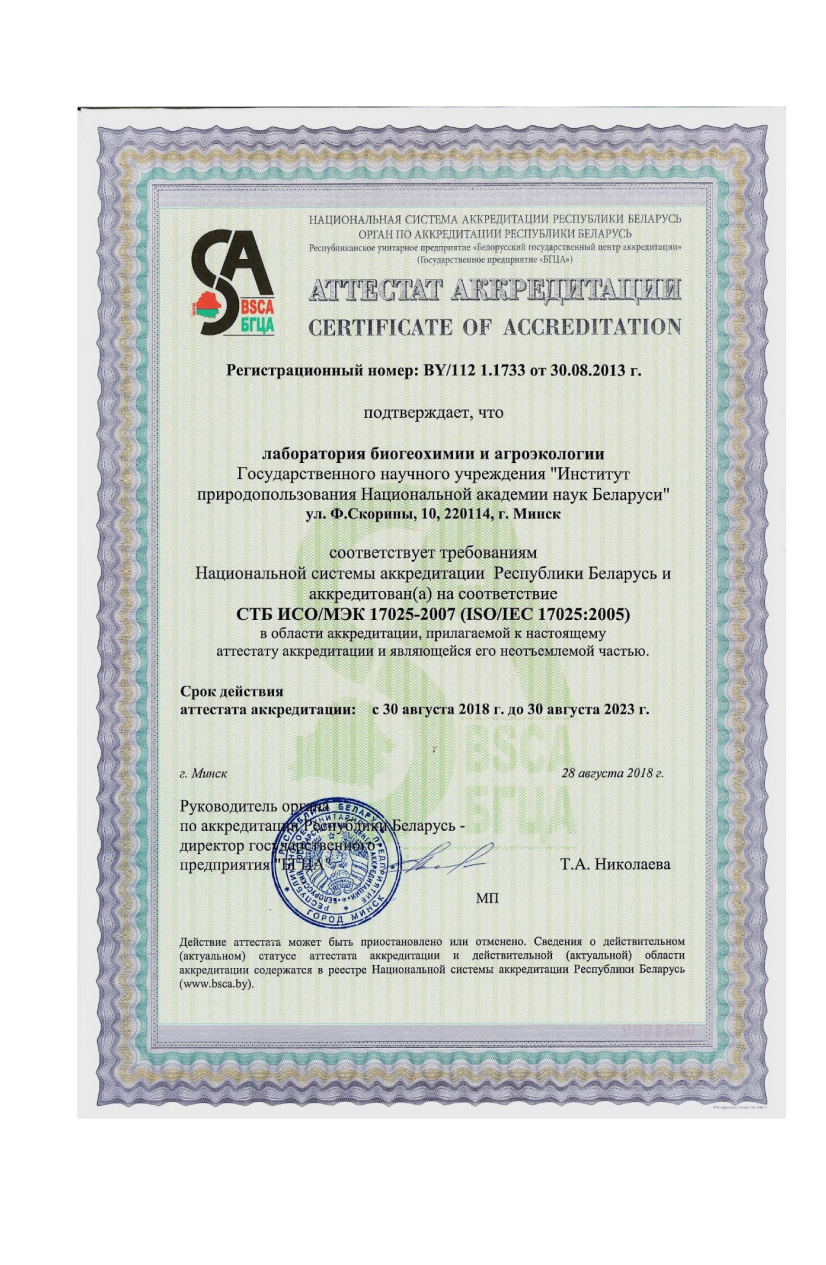 НАЦИОНАЛЬНАЯ СИСТЕМА АККРЕДИТАЦИИ РЕСПУБЛИКИ БЕЛАРУСЬ
ОРГАН ПО АККРЕДИТАЦИИ РЕСПУБЛИКИ БЕЛАРУСЬ
Республиканское унитарное предприятие «Белорусский государственный центр аккредитации»
(Государственное предприятие «БГЦА»)
BSCA
БГЦА
АТТЕСТАТ АККРЕДИТАЦИИ
CERTIFICATE OF ACCREDITATION
Регистрационный номер: BY/112 1.1733 от 30.08.2013 г.
подтверждает, что
лаборатория биогеохимии и агроэкологии
Государственного научного учреждения "Институт
природопользования Национальной академии наук Беларуси"
ул. Ф.Скорины, 10, 220114, г. Минск
соответствует требованиям
Национальной системы аккредитации Республики Беларусь и
аккредитован(а) на соответствие
СТБ ИСО/МЭК 17025-2007 (ISO/IEC 17025:2005)
в области аккредитации, прилагаемой к настоящему
аттестату аккредитации и являющейся его неотъемлемой частью.
Срок действия
аттестата аккредитации: с 30 августа 2018 г. до 30 августа 2023 г.
BSCA
БГЦА
г. Минск 28 августа 2018 г.
Руководитель органа
по аккредитации Республики Беларусь -
директор государственного
предприятия "БГЦА" Т.А. Николаева
МП
РЕСПУБЛИКА БЕЛАРУСЬ
ГОРОД МИНСК
Действие аттестата может быть приостановлено или отменено. Сведения о действительном
(актуальном) статусе аттестата аккредитации и действительной (актуальной) области
аккредитации содержатся в реестре Национальной системы аккредитации Республики Беларусь
(www.bsca.by).